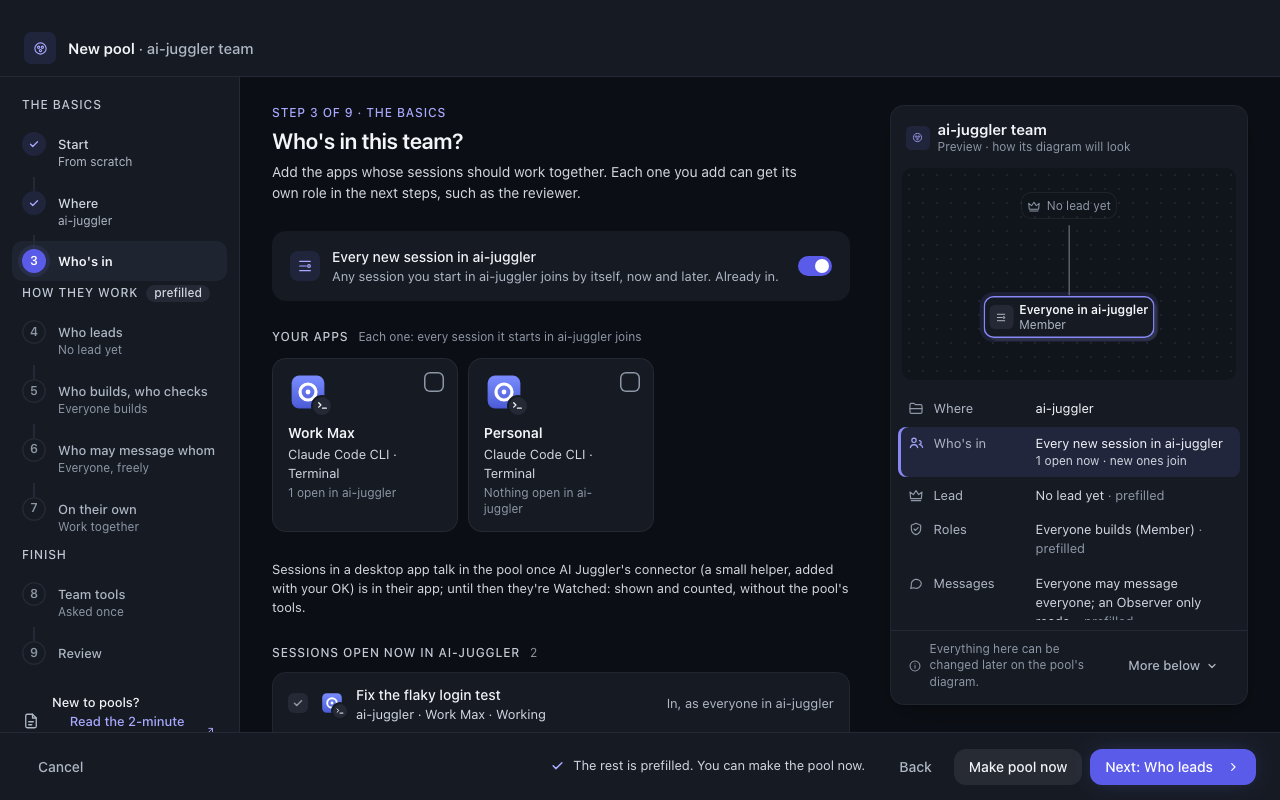 New pool · ai-juggler team
THE BASICS
Start
From scratch
Where
ai-juggler
3
Who's in
HOW THEY WORK
prefilled
4
Who leads
No lead yet
5
Who builds, who checks
Everyone builds
6
Who may message whom
Everyone, freely
7
On their own
Work together
FINISH
8
Team tools
Asked once
9
Review
New to pools?
Read the 2-minute
STEP 3 OF 9 · THE BASICS
Who's in this team?
Add the apps whose sessions should work together. Each one you add can get its
own role in the next steps, such as the reviewer.
Every new session in ai-juggler
Any session you start in ai-juggler joins by itself, now and later. Already in.
YOUR APPS
Each one: every session it starts in ai-juggler joins
Work Max
Claude Code CLI ·
Terminal
1 open in ai-juggler
Personal
Claude Code CLI ·
Terminal
Nothing open in ai-
juggler
Sessions in a desktop app talk in the pool once AI Juggler's connector (a small helper, added
with your OK) is in their app; until then they're Watched: shown and counted, without the pool's
tools.
SESSIONS OPEN NOW IN AI-JUGGLER 2
Fix the flaky login test
ai-juggler · Work Max · Working
In, as everyone in ai-juggler
ai-juggler team
Preview · how its diagram will look
No lead yet
Everyone in ai-juggler
Member
Where
ai-juggler
Who's in
Every new session in ai-juggler
1 open now · new ones join
Lead
No lead yet · prefilled
Roles
Everyone builds (Member) ·
prefilled
Messages
Everyone may message
everyone; an Observer only
reads · prefilled
Everything here can be
changed later on the pool's
diagram.
More below
Cancel
The rest is prefilled. You can make the pool now.
Back
Make pool now
Next: Who leads